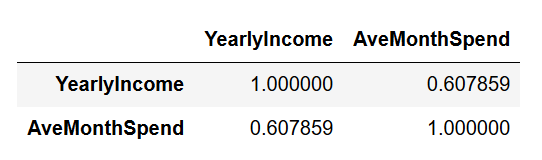 YearlyIncome AveMonthSpend
YearlyIncome 1.000000 0.607859
AveMonthSpend 0.607859 1.000000